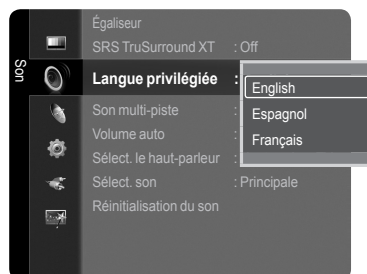 Son
Égaliseur
SRS TruSurround XT : Off
Langue privilégiée :
English
Espagnol
Français
Son multi-piste :
Volume auto :
Sélect. le haut-parleur :
Sélect. son : Principale
Réinitialisation du son